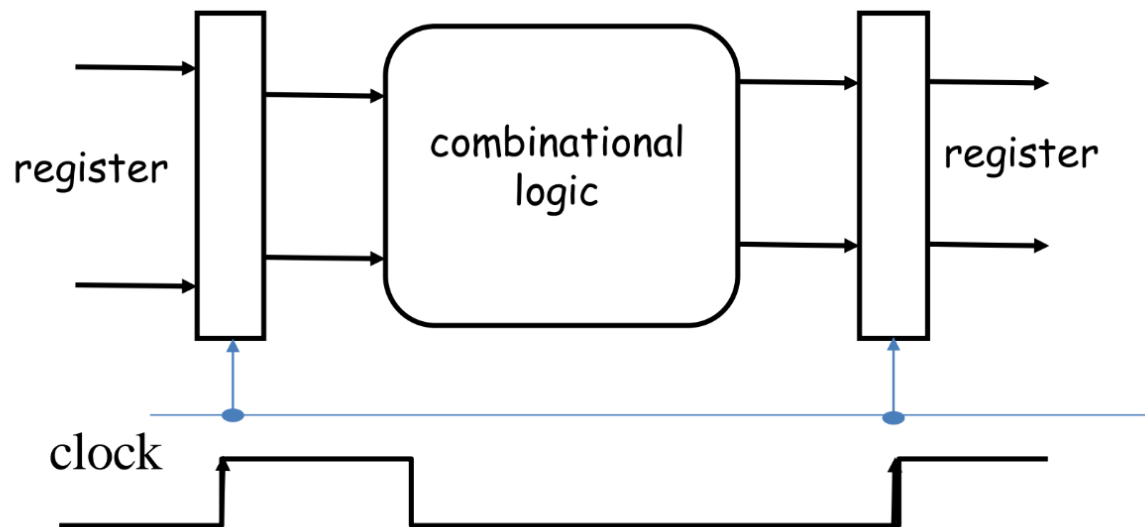 register
combinational
logic
register
clock